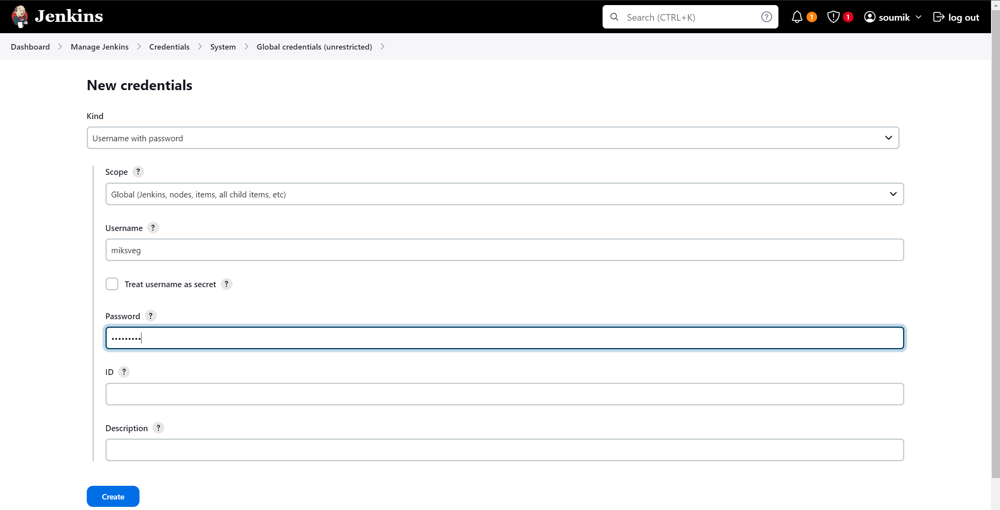 Jenkins
Search (CTRL+K)
?
1
1
soumik
log out
Dashboard > Manage Jenkins > Credentials > System > Global credentials (unrestricted) >
New credentials
Kind
Username with password
Scope ?
Global (Jenkins, nodes, items, all child items, etc)
Username ?
miksveg
Treat username as secret ?
Password ?
•••••••••
ID ?
Description ?
Create